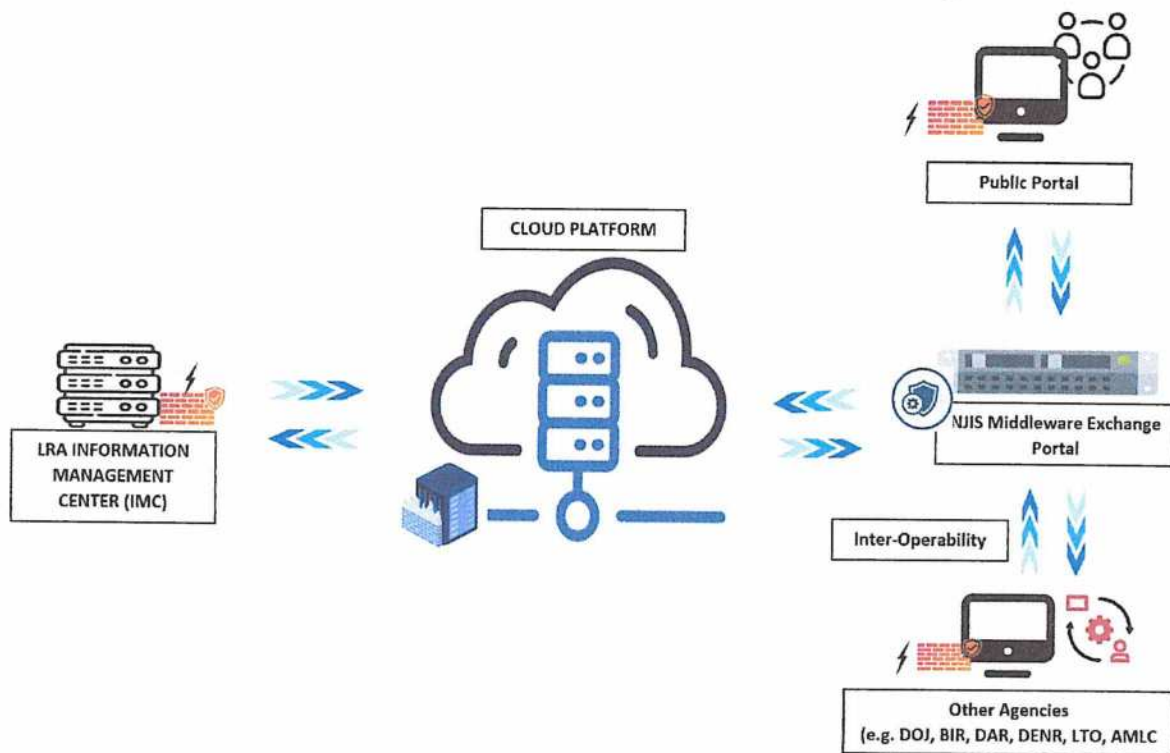 Public Portal
CLOUD PLATFORM
LRA INFORMATION
MANAGEMENT
CENTER (IMC)
NJIS Middleware Exchange
Portal
Inter-Operability
Other Agencies
(e.g. DOJ, BIR, DAR, DENR, LTO, AMLC